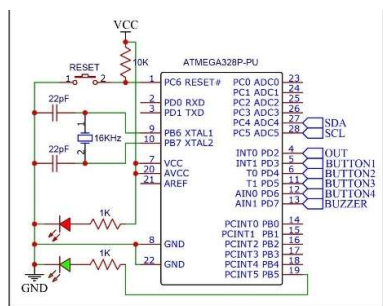 VCC
ATMEGA328P-PU
RESET
10K
1 2
1 PC6 RESET#
2 PD0 RXD
3 PD1 TXD
22pF
16KHz
1
2
22pF
9 PB6 XTAL1
10 PB7 XTAL2
7 VCC
20 AVCC
21 AREF
1K
8 GND
1K
22 GND
GND
PC0 ADC0 23
PC1 ADC1 24
PC2 ADC2 25
PC3 ADC3 26
PC4 ADC4 27 SDA
PC5 ADC5 28 SCL
INT0 PD2 4 OUT
INT1 PD3 5 BUTTON1
T0 PD4 6 BUTTON2
T1 PD5 11 BUTTON3
AIN0 PD6 12 BUTTON4
AIN1 PD7 13 BUZZER
PCINT0 PB0 14
PCINT1 PB1 15
PCINT2 PB2 16
PCINT3 PB3 17
PCINT4 PB4 18
PCINT5 PB5 19